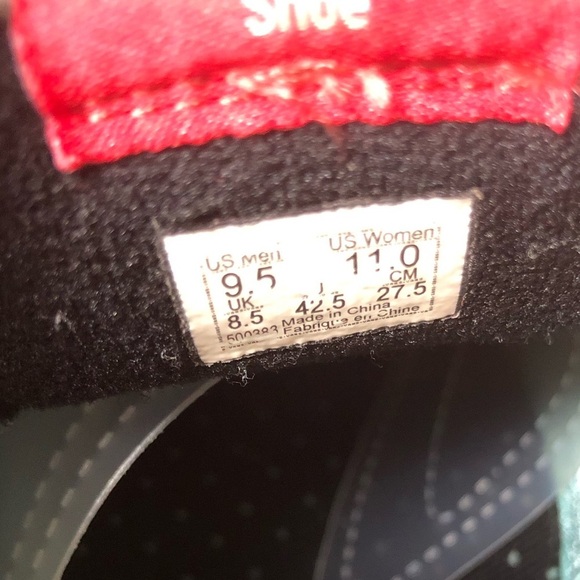 Shoe
US Men US Women
9.5 11.0
UK J CM
8.5 42.5 27.5
500383 Made in China
Fabriqué en Chine